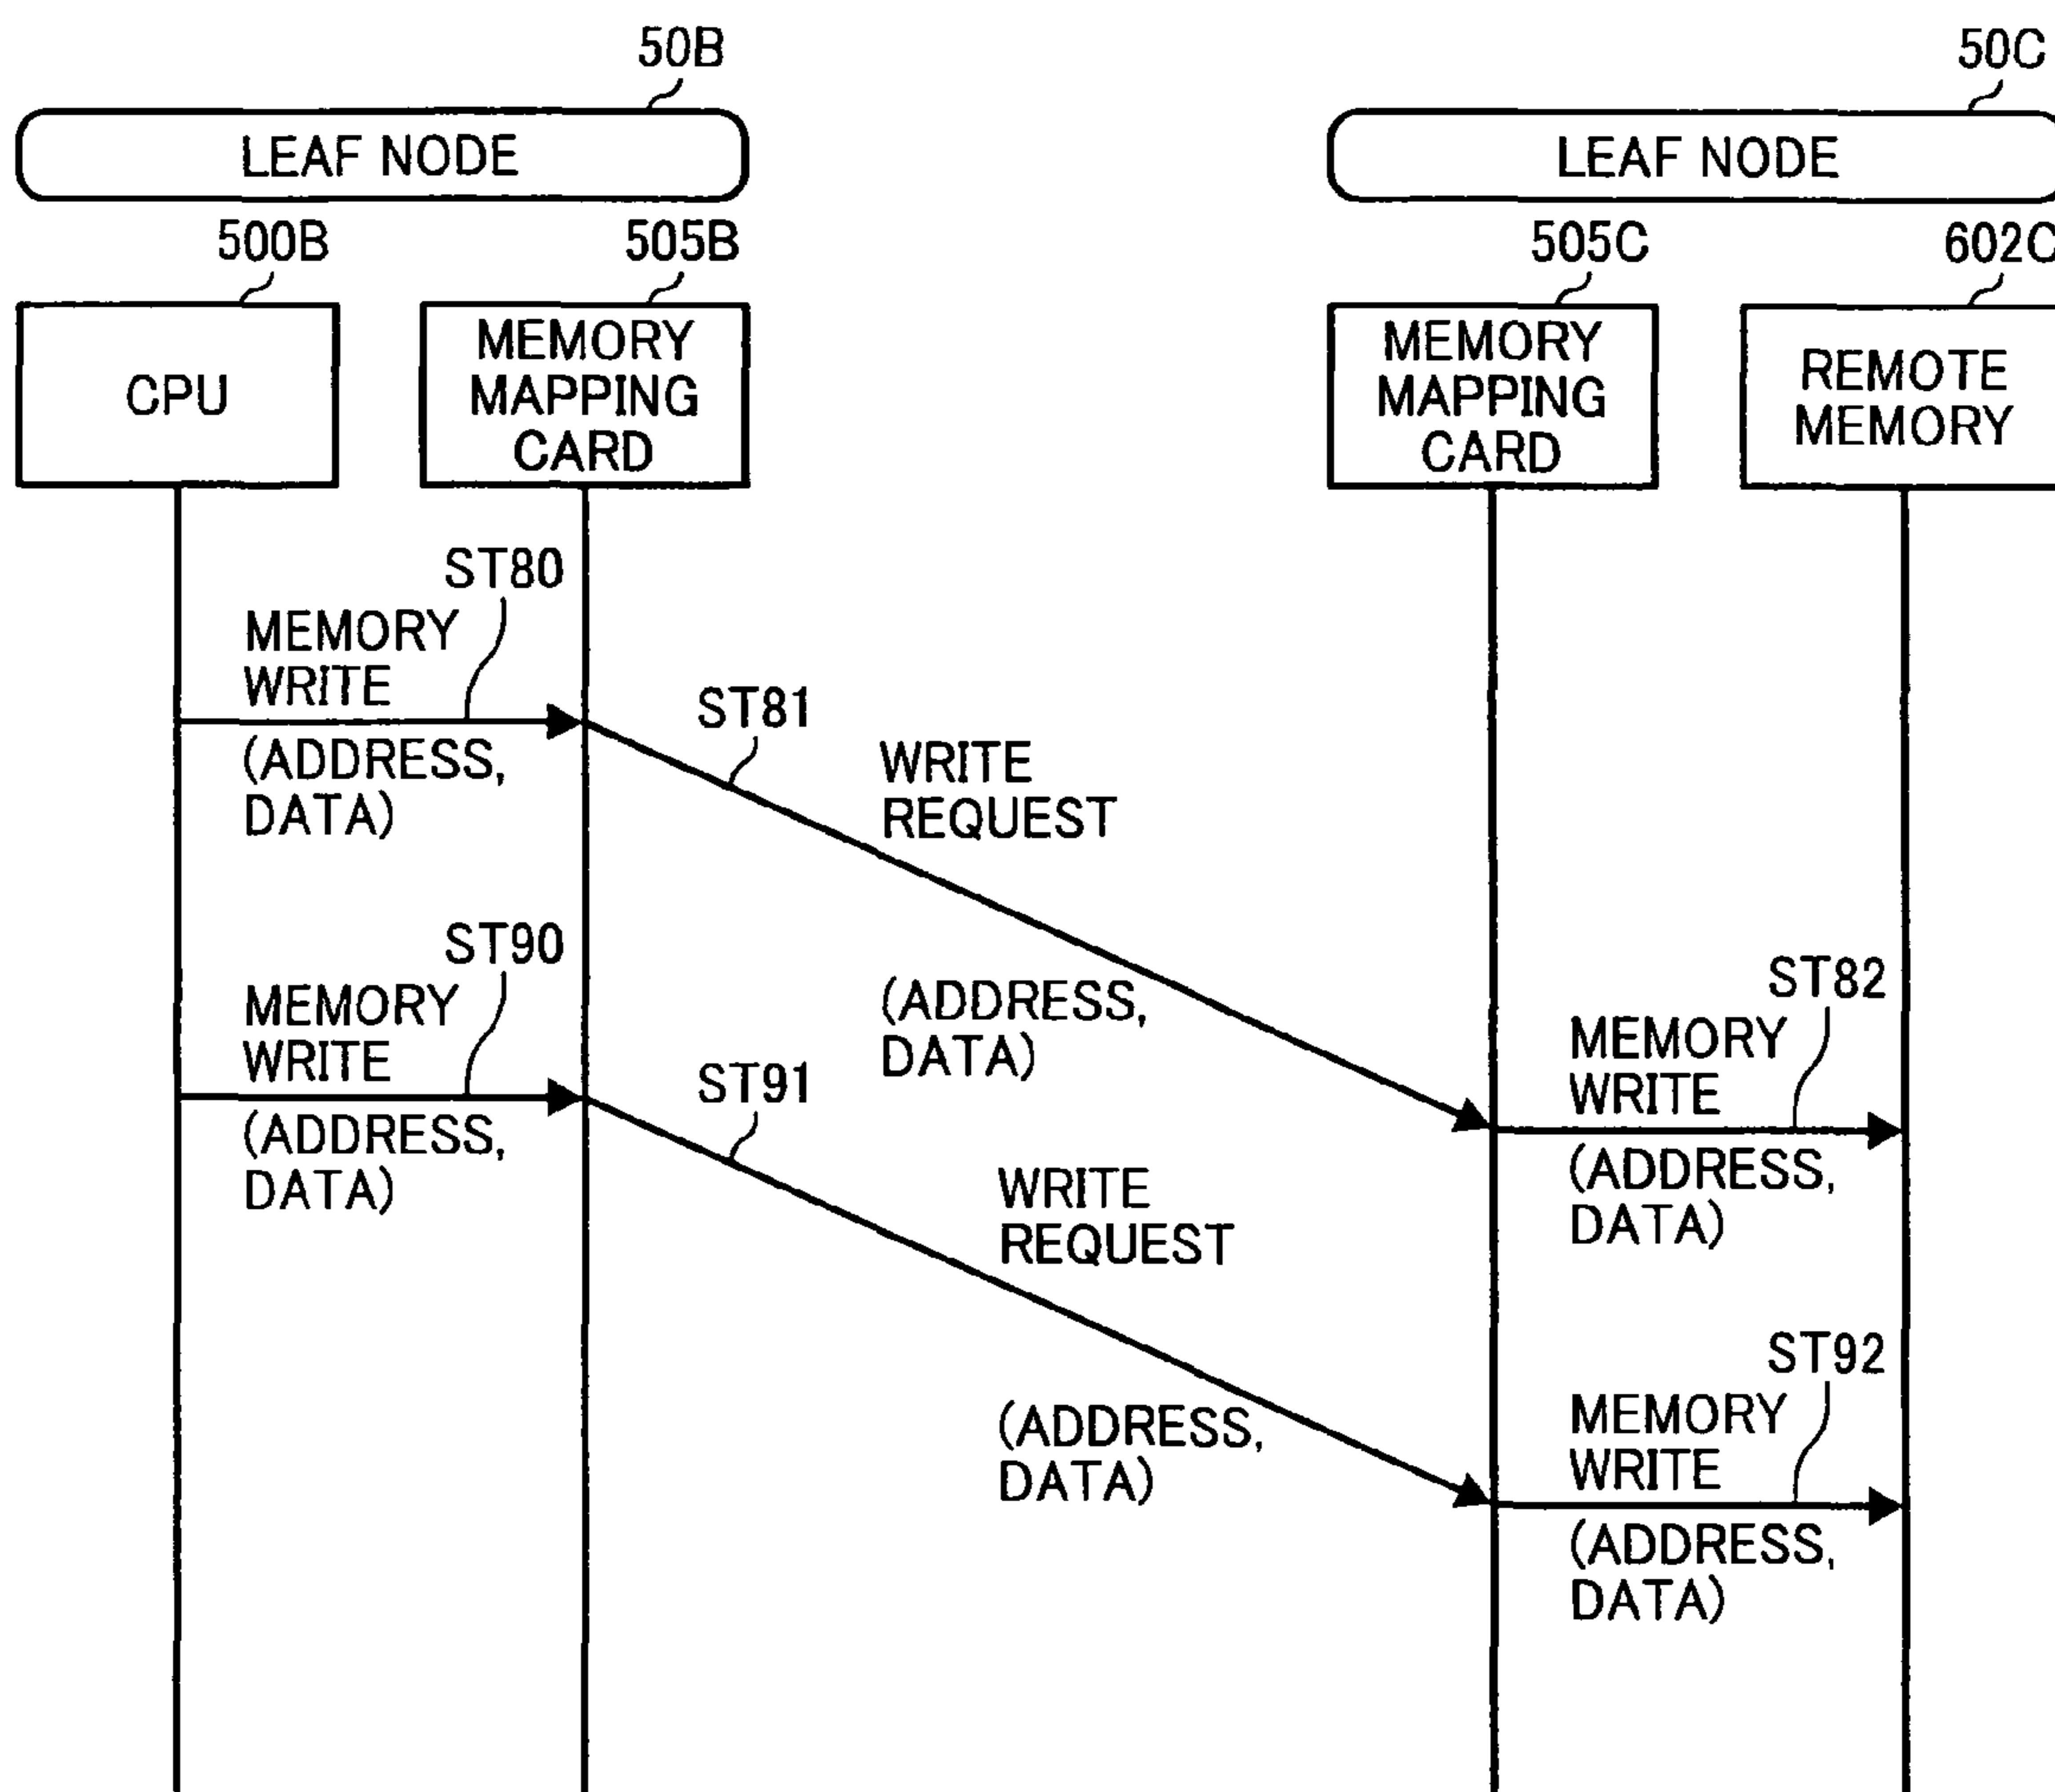 50B
50C
LEAF NODE
LEAF NODE
500B
505B
505C
602C
CPU
MEMORY
MAPPING
CARD
MEMORY
MAPPING
CARD
REMOTE
MEMORY
ST80
MEMORY
WRITE
(ADDRESS,
DATA)
ST81
WRITE
REQUEST
(ADDRESS,
DATA)
ST82
MEMORY
WRITE
(ADDRESS,
DATA)
ST90
MEMORY
WRITE
(ADDRESS,
DATA)
ST91
WRITE
REQUEST
(ADDRESS,
DATA)
ST92
MEMORY
WRITE
(ADDRESS,
DATA)